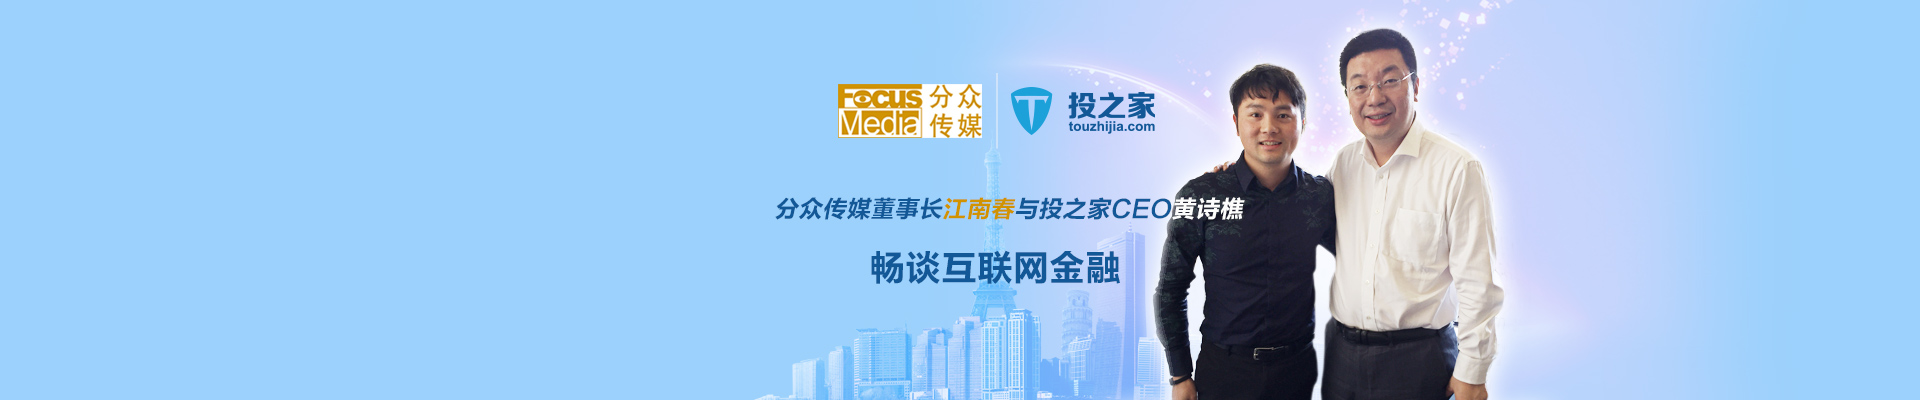 Focus 分众
Media 传媒
投之家
touzhijia.com
分众传媒董事长江南春与投之家CEO黄诗樵
畅谈互联网金融